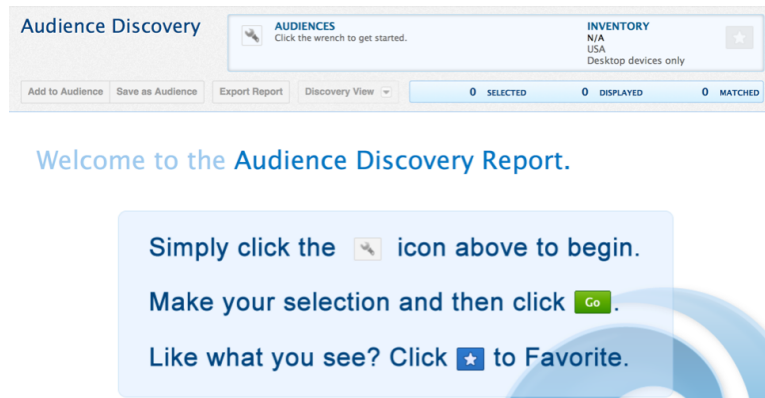 Audience Discovery
AUDIENCES
Click the wrench to get started.
INVENTORY
N/A
USA
Desktop devices only
Add to Audience Save as Audience Export Report Discovery View 0 SELECTED 0 DISPLAYED 0 MATCHED
Welcome to the Audience Discovery Report.
Simply click the icon above to begin.
Make your selection and then click Go .
Like what you see? Click to Favorite.